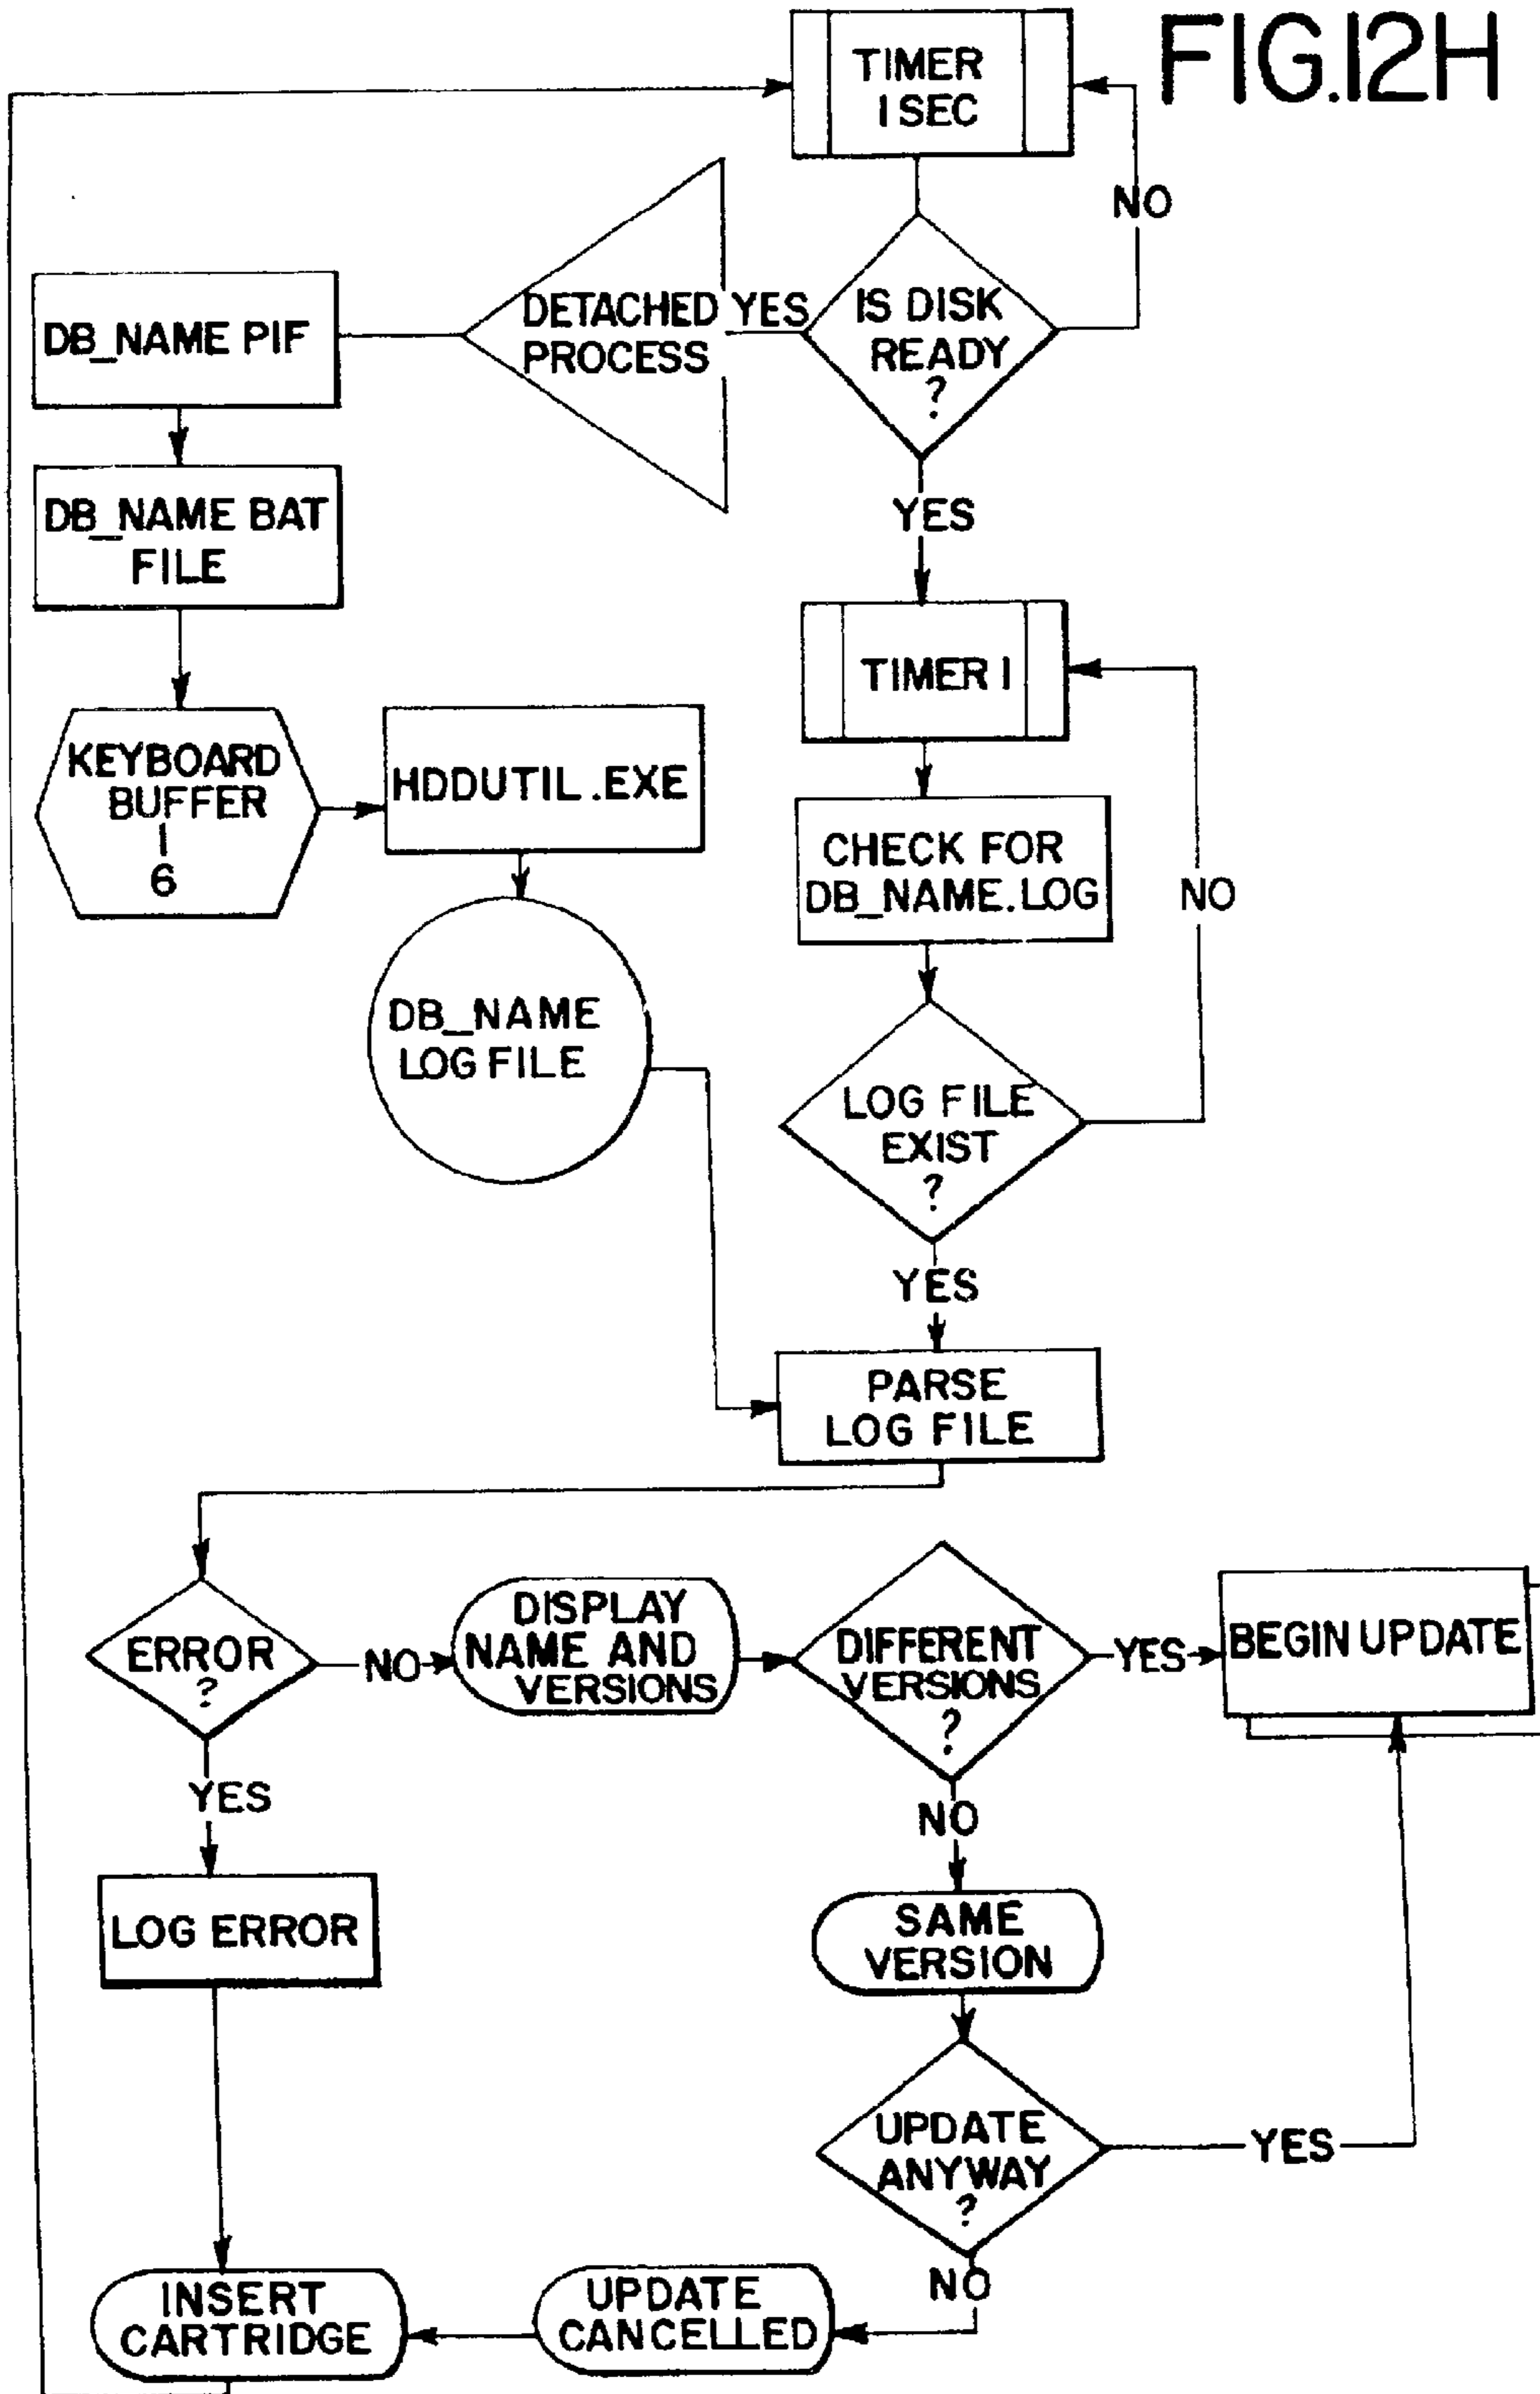 FIG.12H
TIMER
1 SEC
NO
IS DISK
READY
?
YES
DETACHED
PROCESS
DB_NAME PIF
DB_NAME BAT
FILE
KEYBOARD
BUFFER
1
6
HDDUTIL.EXE
DB_NAME
LOG FILE
YES
TIMER 1
CHECK FOR
DB_NAME.LOG
NO
LOG FILE
EXIST
?
YES
PARSE
LOG FILE
ERROR
?
NO
DISPLAY
NAME AND
VERSIONS
DIFFERENT
VERSIONS
?
YES
BEGIN UPDATE
YES
LOG ERROR
NO
SAME
VERSION
UPDATE
ANYWAY
?
YES
NO
UPDATE
CANCELLED
INSERT
CARTRIDGE